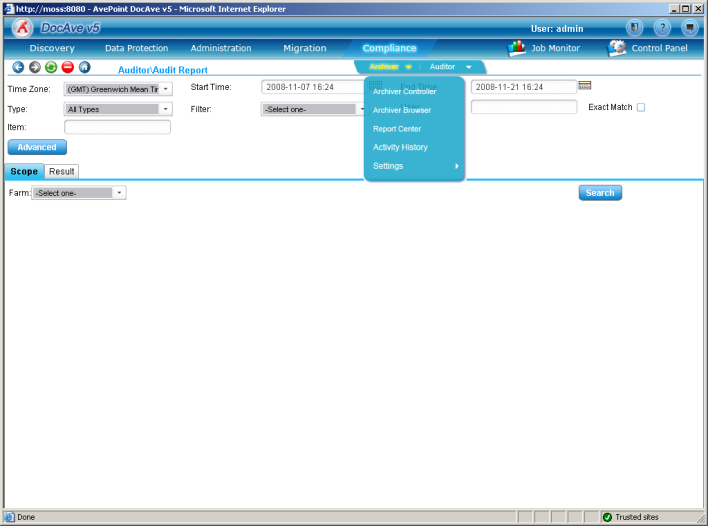 http://moss:8080 - AvePoint DocAve v5 - Microsoft Internet Explorer
DocAve v5
User: admin
Discovery Data Protection Administration Migration Compliance Job Monitor Control Panel
Auditor\Audit Report
Archiver Auditor
Time Zone: (GMT) Greenwich Mean Tir Start Time: 2008-11-07 16:24 End Time 2008-11-21 16:24
Type: All Types Filter: -Select one- Exact Match
Item:
Advanced
Archiver Controller
Archiver Browser
Report Center
Activity History
Settings
Scope Result
Farm: -Select one- Search
Done Trusted sites